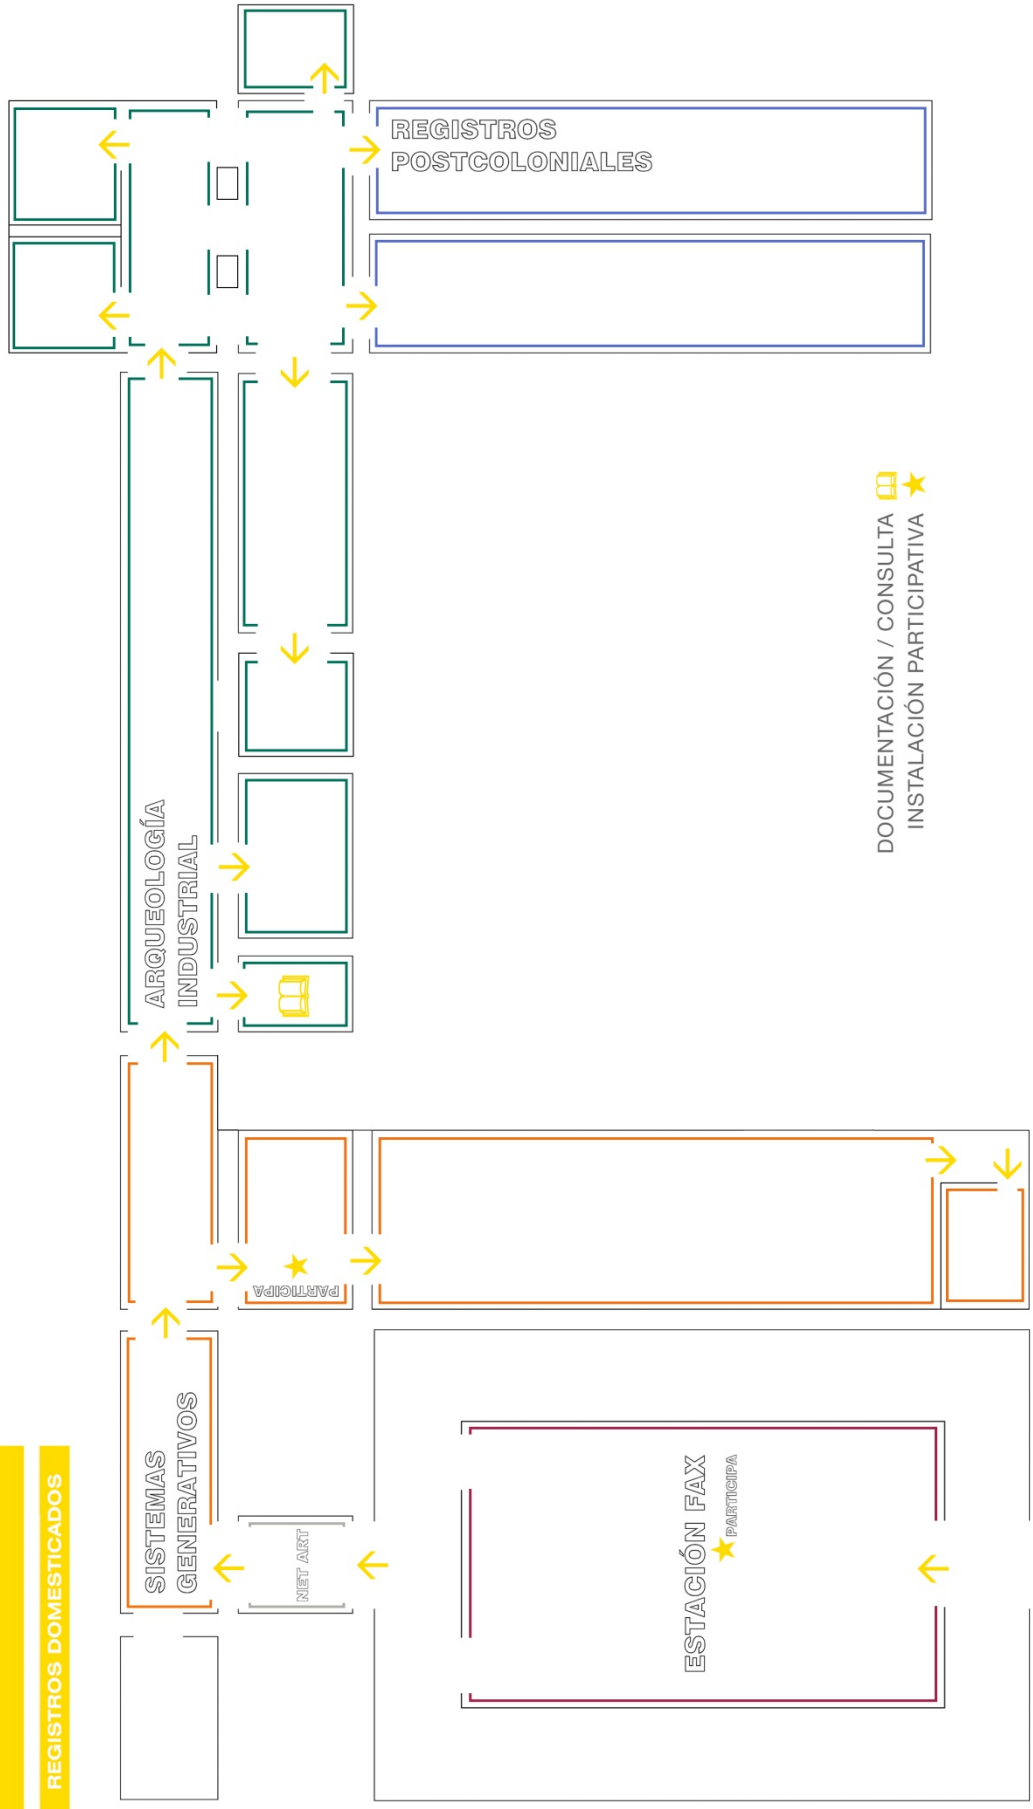 REGISTROS DOMESTICADOS
REGISTROS
POSTCOLONIALES
ARQUEOLOGÍA
INDUSTRIAL
DOCUMENTACIÓN / CONSULTA
INSTALACIÓN PARTICIPATIVA
PARTICIPA
SISTEMAS
GENERATIVOS
NET ART
ESTACIÓN FAX
PARTICIPA